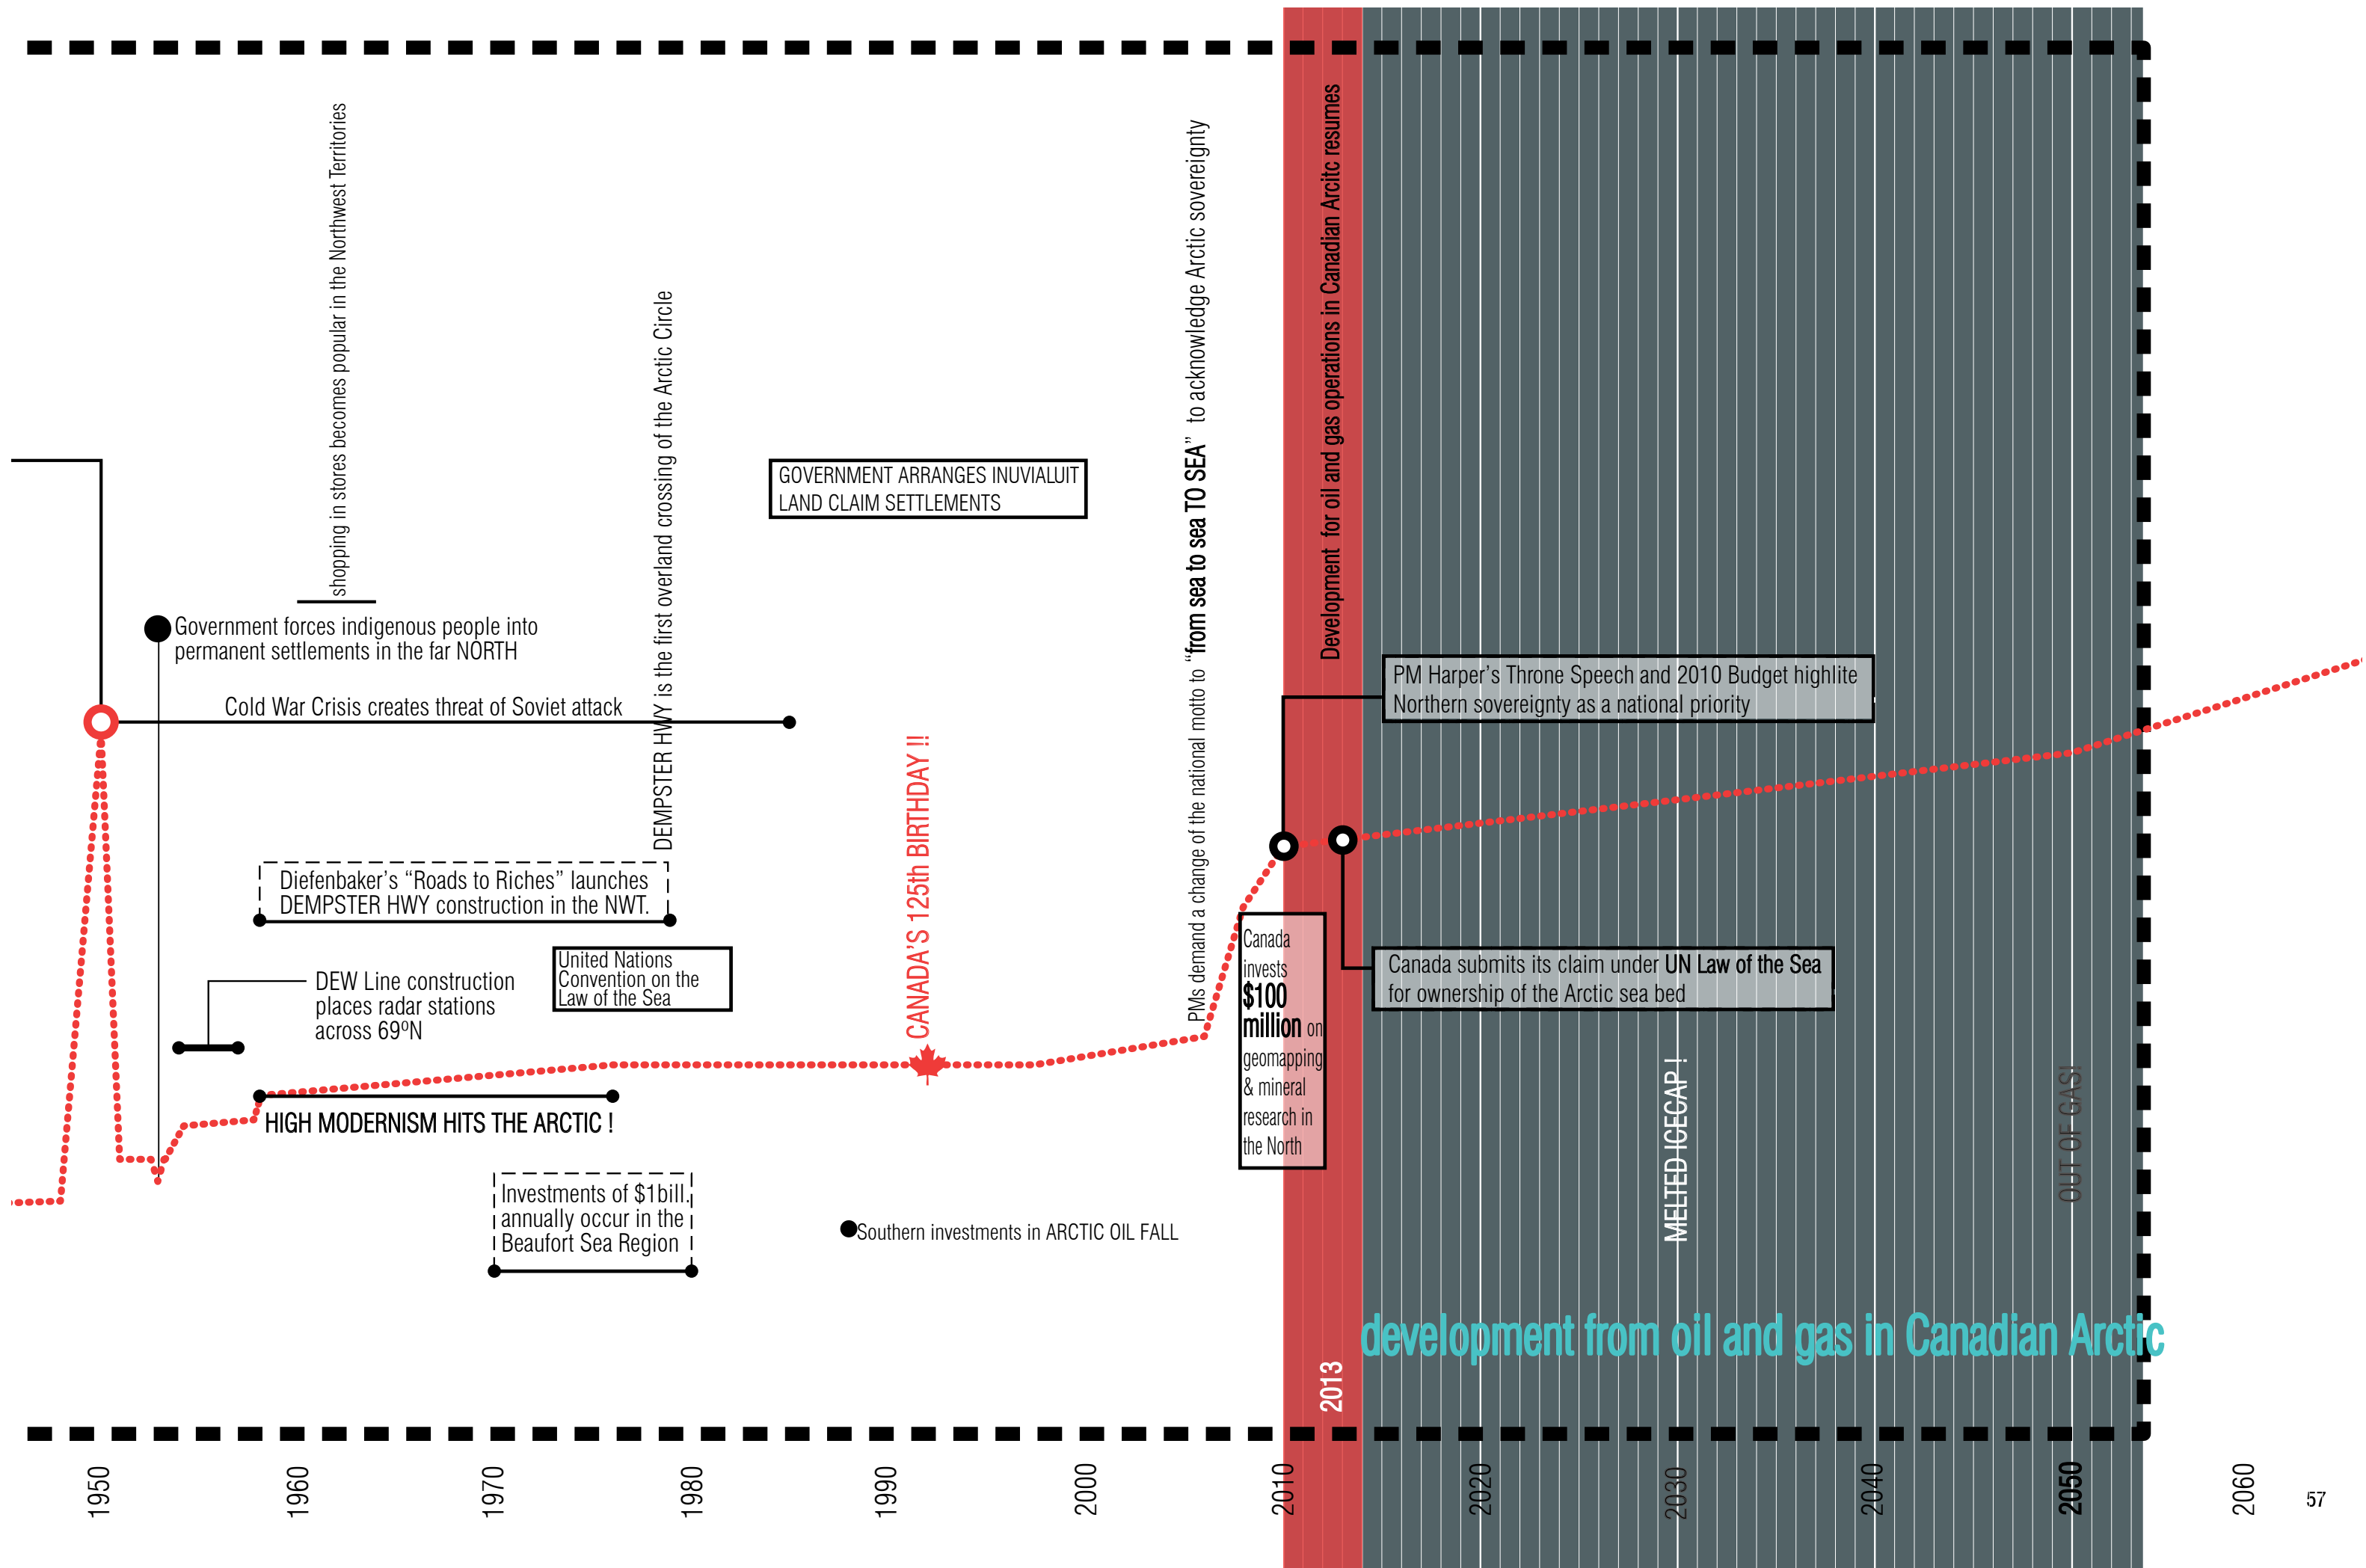 shopping in stores becomes popular in the Northwest Territories
Government forces indigenous people into
permanent settlements in the far NORTH
Cold War Crisis creates threat of Soviet attack
DEMPSTER HWY is the first overland crossing of the Arctic Circle
GOVERNMENT ARRANGES INUVIALUIT
LAND CLAIM SETTLEMENTS
Diefenbaker's “Roads to Riches” launches
DEMPSTER HWY construction in the NWT.
DEW Line construction
places radar stations
across 69ºN
United Nations
Convention on the
Law of the Sea
HIGH MODERNISM HITS THE ARCTIC !
Investments of $1bill.
annually occur in the
Beaufort Sea Region
CANADA'S 125th BIRTHDAY !!
Southern investments in ARCTIC OIL FALL
PMs demand a change of the national motto to “from sea to sea TO SEA” to acknowledge Arctic sovereignty
Canada
invests
$100
million on
geomapping
& mineral
research in
the North
Development for oil and gas operations in Canadian Arcitc resumes
PM Harper's Throne Speech and 2010 Budget highlite
Northern sovereignty as a national priority
Canada submits its claim under UN Law of the Sea
for ownership of the Arctic sea bed
MELTED ICECAP !
OUT OF GAS!
development from oil and gas in Canadian Arctic
2013
1950
1960
1970
1980
1990
2000
2010
2020
2030
2040
2050
2060
57